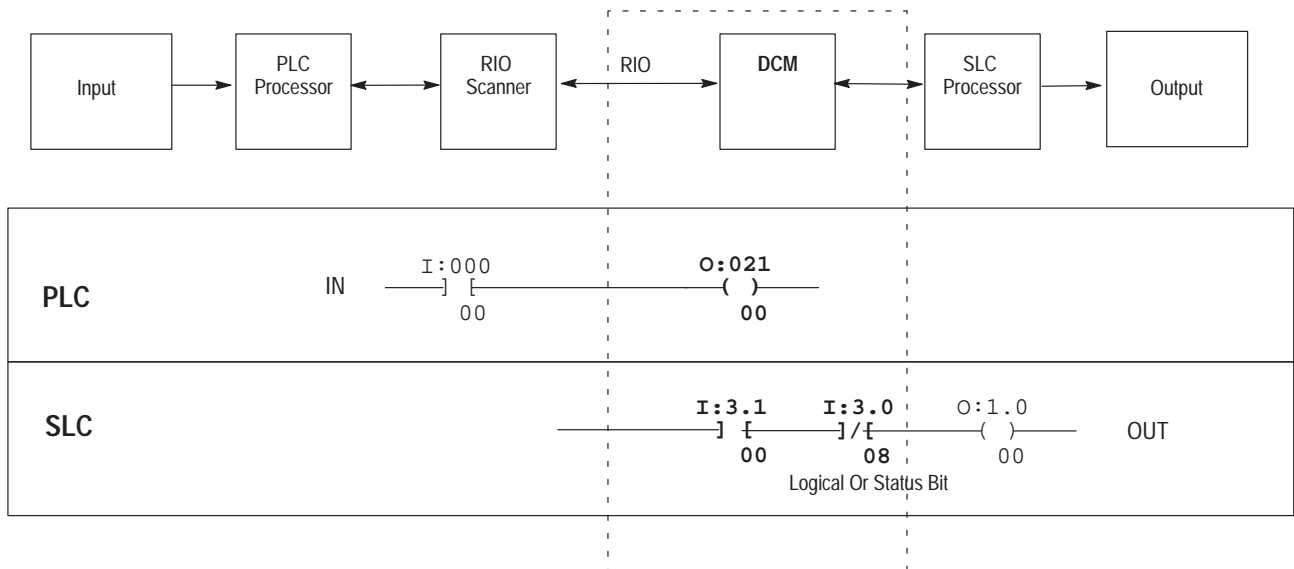 Input
PLC
Processor
RIO
Scanner
RIO
DCM
SLC
Processor
Output
PLC
IN
I:000
] [
00
O:021
( )
00
SLC
I:3.1
] [
00
I:3.0
]/[
08
Logical Or Status Bit
O:1.0
( )
00
OUT